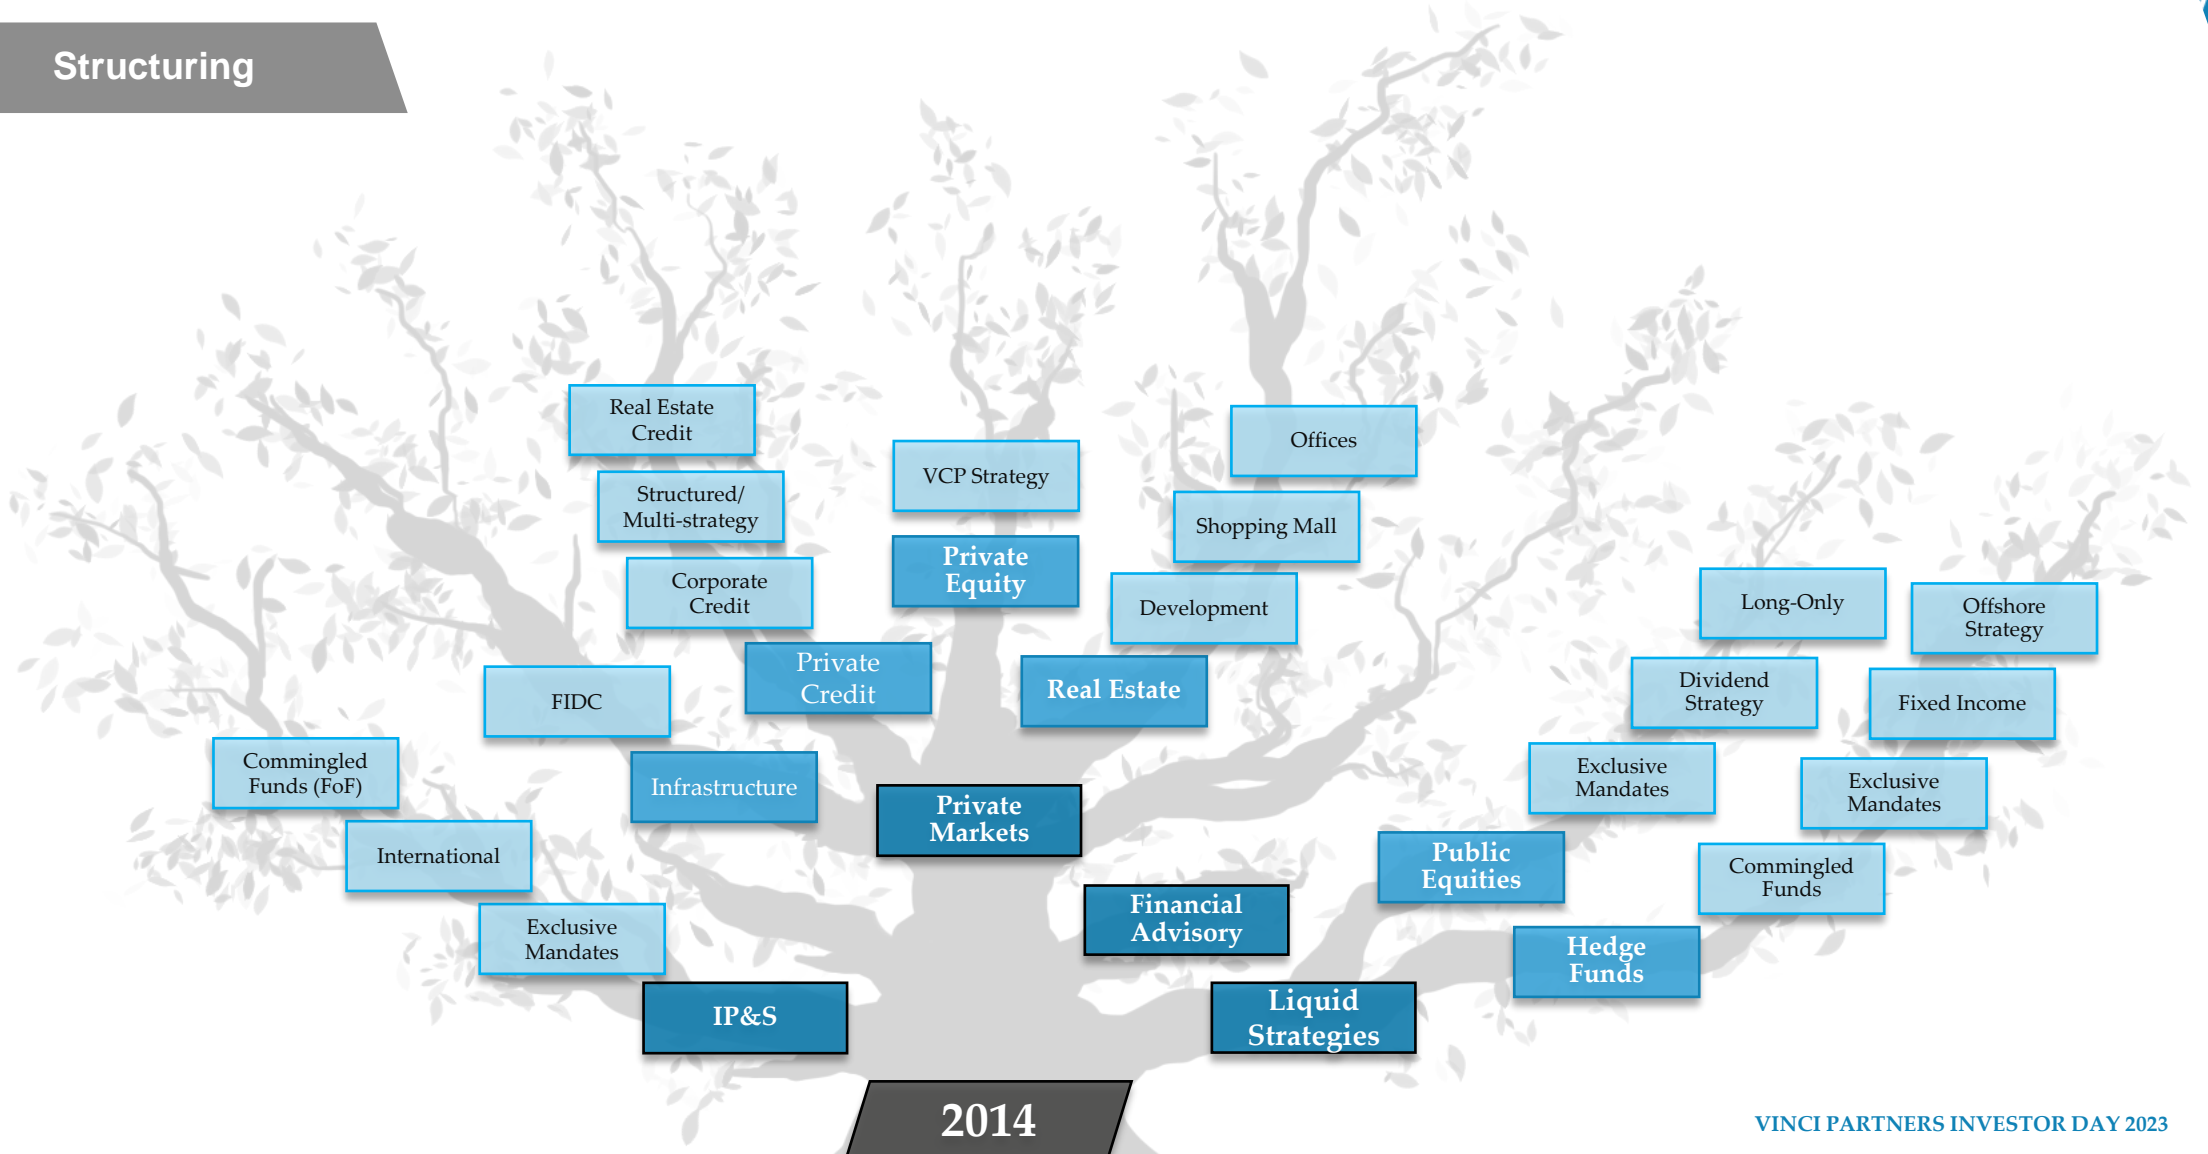 Structuring
Real Estate
Credit
Structured/
Multi-strategy
Corporate
Credit
Private
Credit
VCP Strategy
Private
Equity
Offices
Shopping Mall
Development
Real Estate
FIDC
Infrastructure
Private
Markets
Commingled
Funds (FoF)
International
Exclusive
Mandates
IP&S
Financial
Advisory
Long-Only
Dividend
Strategy
Exclusive
Mandates
Public
Equities
Offshore
Strategy
Fixed Income
Exclusive
Mandates
Commingled
Funds
Hedge
Funds
Liquid
Strategies
2014
VINCI PARTNERS INVESTOR DAY 2023